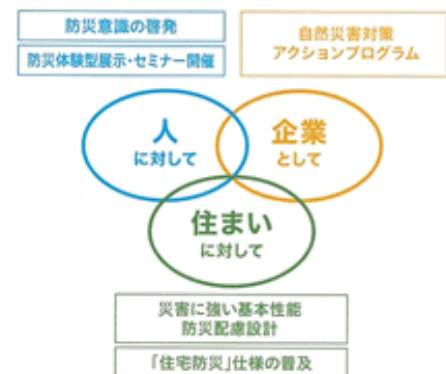 防災意識の啓発
防災体験型展示・セミナー開催
自然災害対策
アクションプログラム
人
に対して
企業
として
住まい
に対して
災害に強い基本性能
防災配慮設計
「住宅防災」仕様の普及